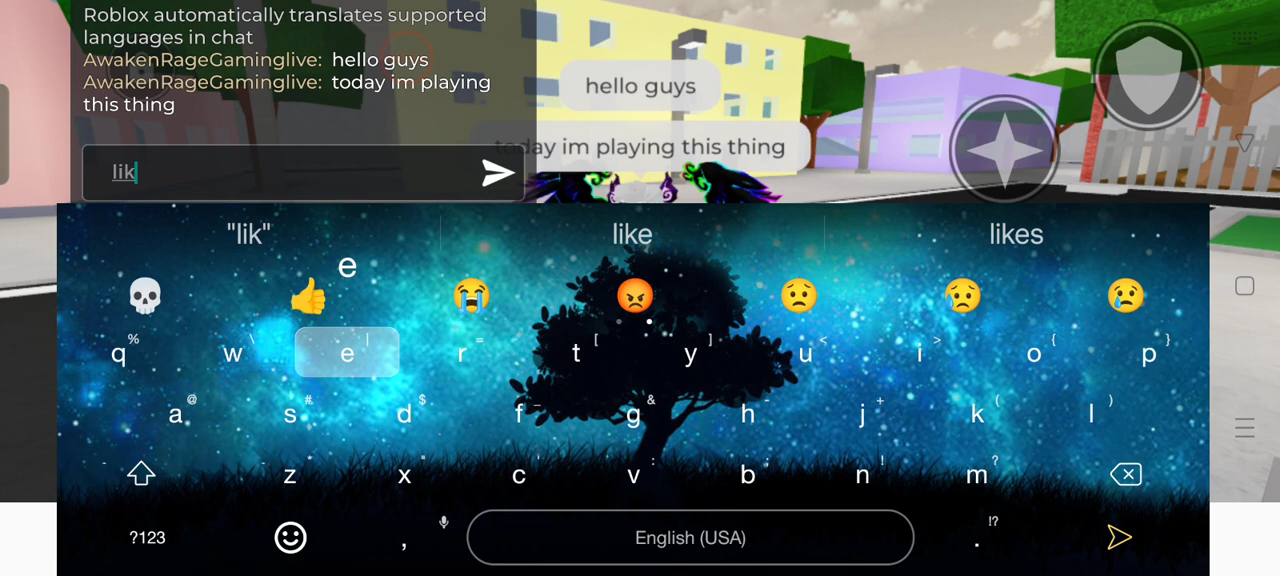 Roblox automatically translates supported
languages in chat
AwakenRageGaminglive: hello guys
AwakenRageGaminglive: today im playing
this thing
hello guys
today im playing this thing
lik
"lik" like likes
e
% \ | = [ ] < > { }
q w e r t y u i o p
@ # $ _ & - + ( )
a s d f g h j k l
* " ' : ; ! ?
z x c v b n m
?123 , English (USA) . !?